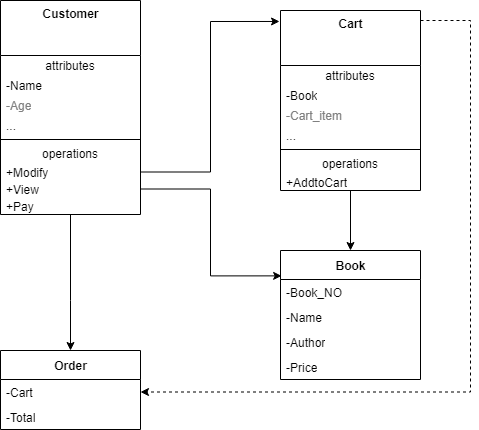 Customer
attributes
-Name
-Age
...
operations
+Modify
+View
+Pay
Cart
attributes
-Book
-Cart_item
...
operations
+AddtoCart
Book
-Book_NO
-Name
-Author
-Price
Order
-Cart
-Total